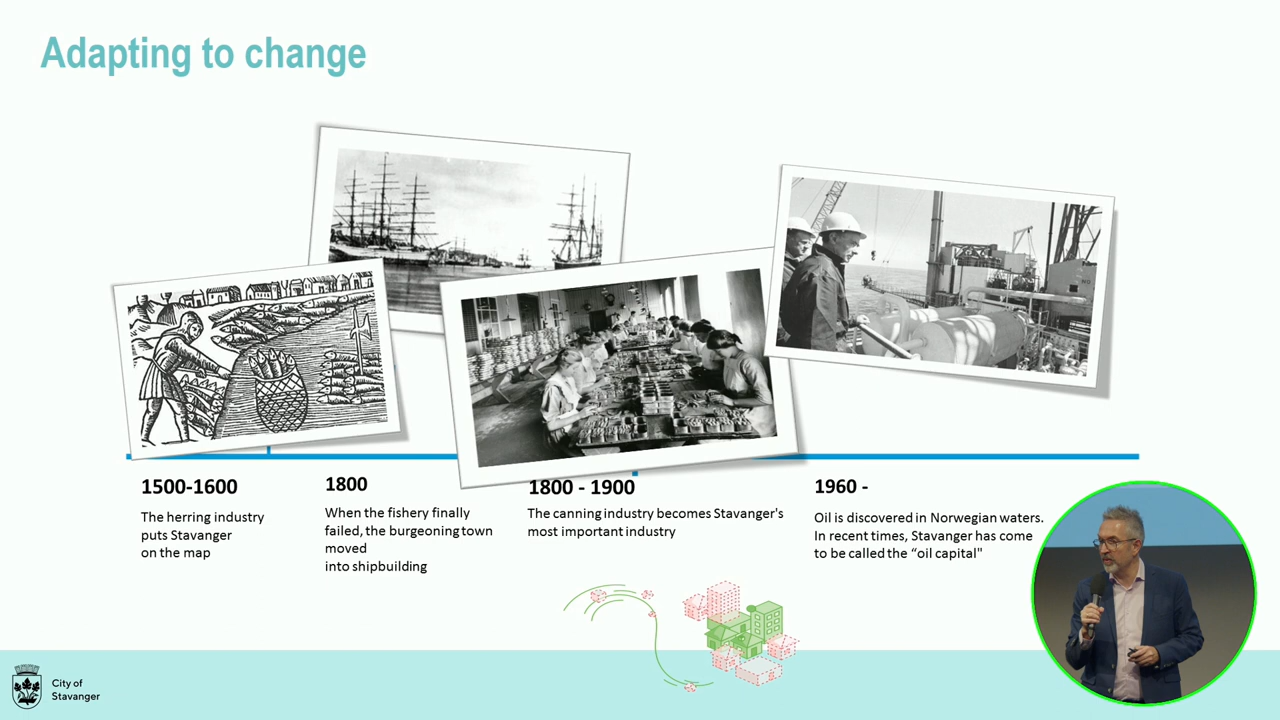 Adapting to change
1500-1600
The herring industry
puts Stavanger
on the map
1800
When the fishery finally
failed, the burgeoning town
moved
into shipbuilding
1800 - 1900
The canning industry becomes Stavanger's
most important industry
1960 -
Oil is discovered in Norwegian waters.
In recent times, Stavanger has come
to be called the “oil capital"
City of
Stavanger